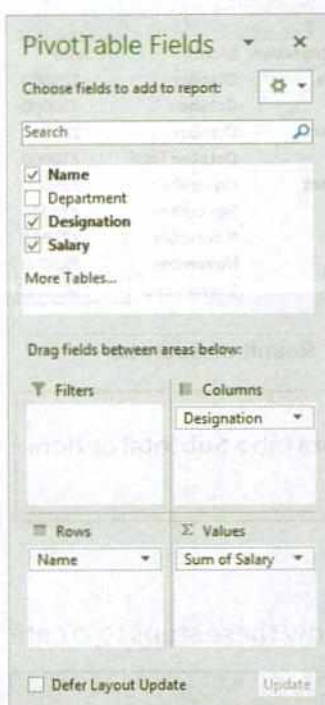 PivotTable Fields
Choose fields to add to report:
Search
Name
Department
Designation
Salary
More Tables...
Drag fields between areas below:
Filters
Columns
Designation
Rows
Σ Values
Name
Sum of Salary
Defer Layout Update
Update